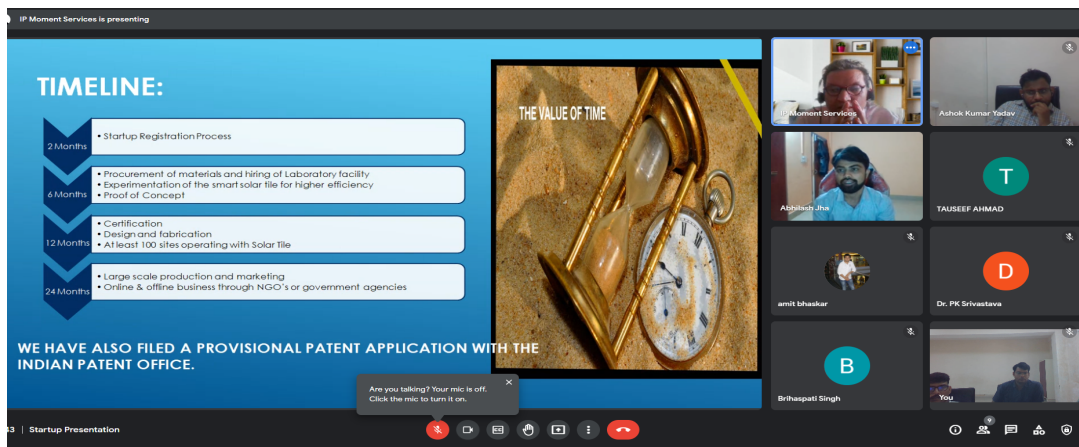 IP Moment Services is presenting
TIMELINE:
2 Months
• Startup Registration Process
6 Months
• Procurement of materials and hiring of Laboratory facility
• Experimentation of the smart solar tile for higher efficiency
• Proof of Concept
12 Months
• Certification
• Design and fabrication
• At least 100 sites operating with Solar Tile
24 Months
• Large scale production and marketing
• Online & offline business through NGO's or government agencies
WE HAVE ALSO FILED A PROVISIONAL PATENT APPLICATION WITH THE
INDIAN PATENT OFFICE.
THE VALUE OF TIME
IP Moment Services
Ashok Kumar Yadav
Abhilash Jha
T
TAUSEEF AHMAD
amit bhaskar
D
Dr. PK Srivastava
B
Brihaspati Singh
You
Are you talking? Your mic is off.
Click the mic to turn it on.
Startup Presentation
9